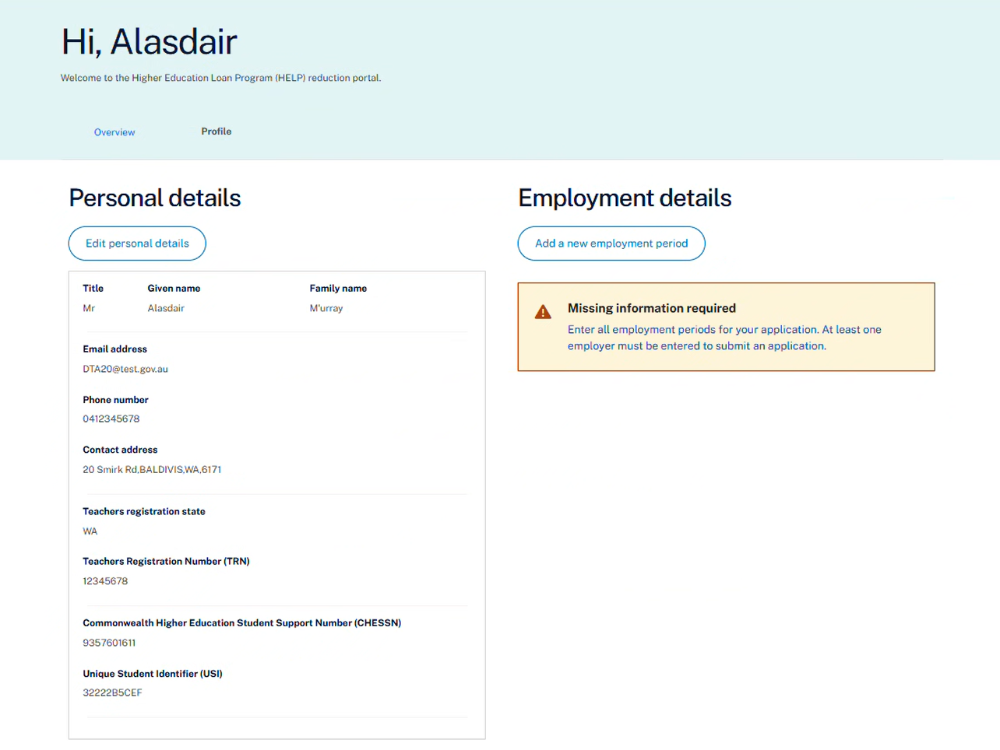 Hi, Alasdair
Welcome to the Higher Education Loan Program (HELP) reduction portal.
Overview Profile
Personal details
Edit personal details
Title Given name Family name
Mr Alasdair M'urray
Email address
DTA20@test.gov.au
Phone number
0412345678
Contact address
20 Smirk Rd,BALDIVIS,WA,6171
Teachers registration state
WA
Teachers Registration Number (TRN)
12345678
Commonwealth Higher Education Student Support Number (CHESSN)
9357601611
Unique Student Identifier (USI)
32222B5CEF
Employment details
Add a new employment period
Missing information required
Enter all employment periods for your application. At least one
employer must be entered to submit an application.